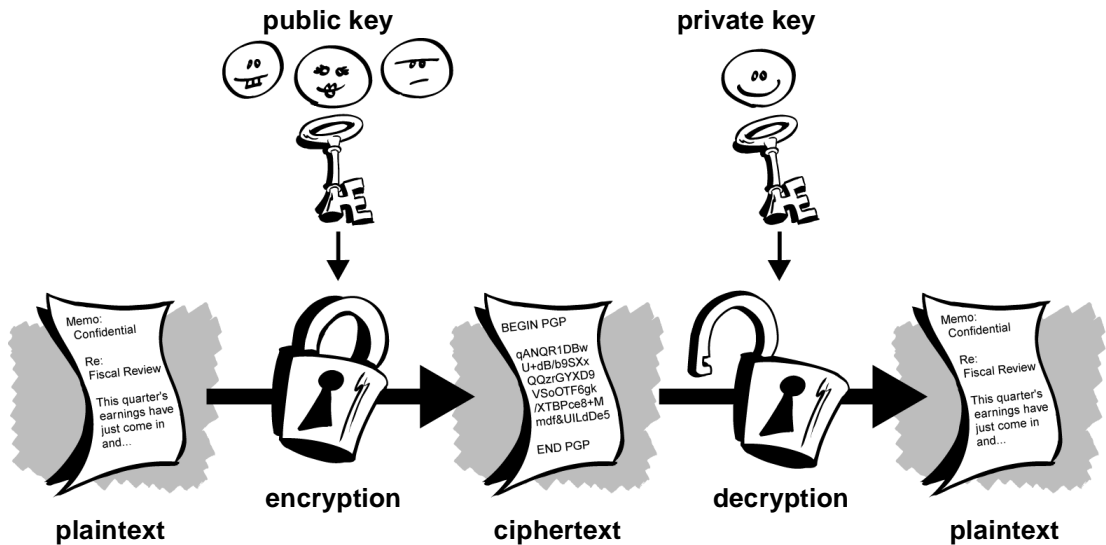 public key
private key
Memo:
Confidential
Re:
Fiscal Review
This quarter's
earnings have
just come in
and...
BEGIN PGP
qANQR1DBw
U+dB/b9SXx
QQzrGYXD9
VSoOTF6gk
/XTBPce8+M
mdf&UILdDe5
END PGP
Memo:
Confidential
Re:
Fiscal Review
This quarter's
earnings have
just come in
and...
encryption
decryption
plaintext
ciphertext
plaintext